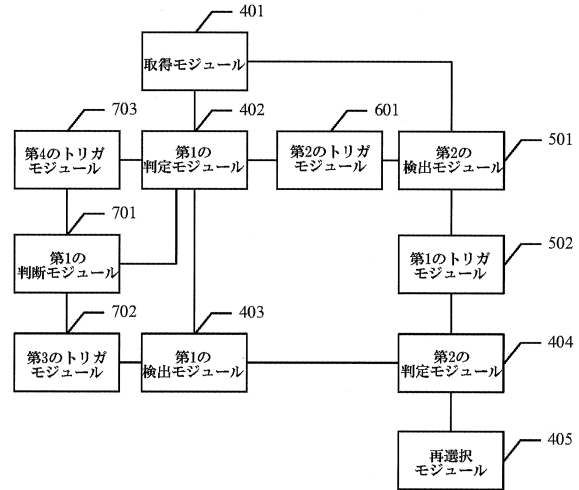 401
取得モジュール
703
402
601
第4のトリガ
モジュール
第1の
判定モジュール
第2のトリガ
モジュール
第2の
検出モジュール
501
701
第1の
判断モジュール
第1のトリガ
モジュール
502
702
403
第3のトリガ
モジュール
第1の
検出モジュール
第2の
判定モジュール
404
再選択
モジュール
405